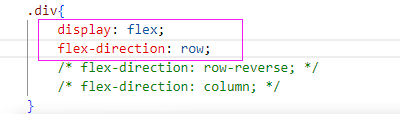 .div{
display: flex;
flex-direction: row;
/* flex-direction: row-reverse; */
/* flex-direction: column; */
}